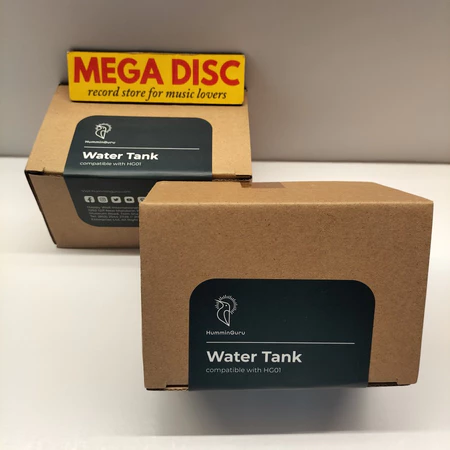 MEGA DISC
record store for music lovers
HumminGuru
Water Tank
compatible with HG01
HumminGuru
Water Tank
compatible with HG01